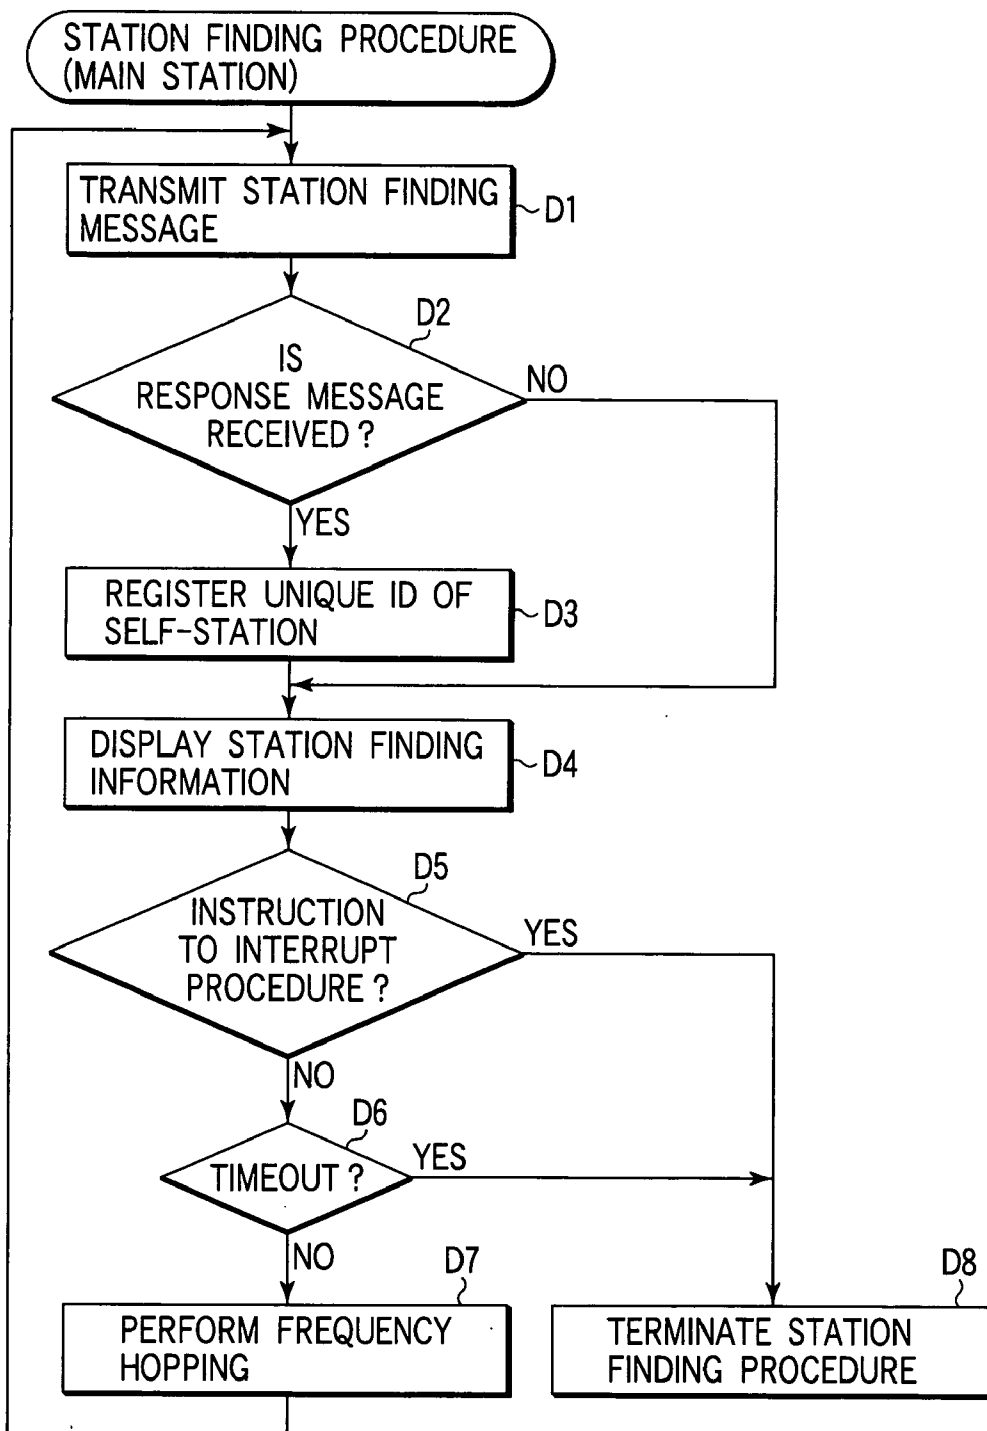 STATION FINDING PROCEDURE
(MAIN STATION)
TRANSMIT STATION FINDING
MESSAGE
D1
D2
IS
RESPONSE MESSAGE
RECEIVED?
NO
YES
REGISTER UNIQUE ID OF
SELF-STATION
D3
DISPLAY STATION FINDING
INFORMATION
D4
D5
INSTRUCTION
TO INTERRUPT
PROCEDURE?
YES
NO
D6
TIMEOUT?
YES
NO
D7
PERFORM FREQUENCY
HOPPING
D8
TERMINATE STATION
FINDING PROCEDURE